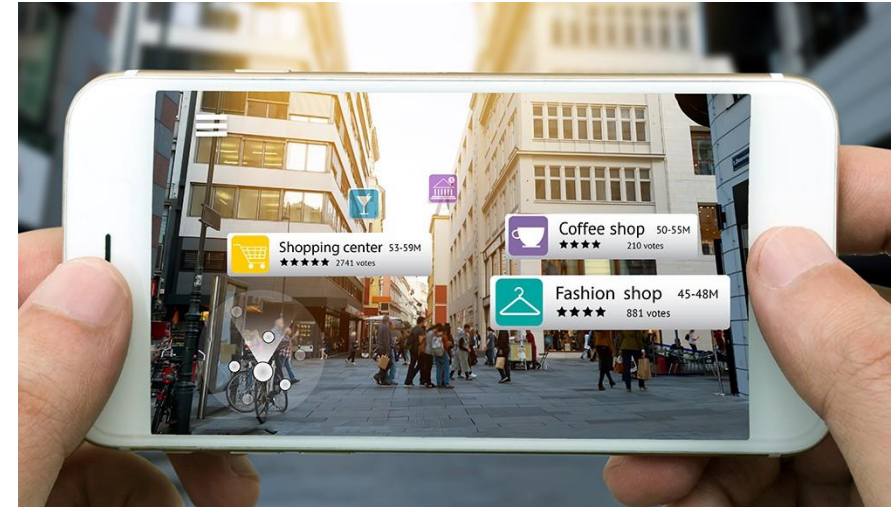 Coffee shop 50-55M
210 votes
Shopping center 53-59M
2741 votes
Fashion shop 45-48M
881 votes